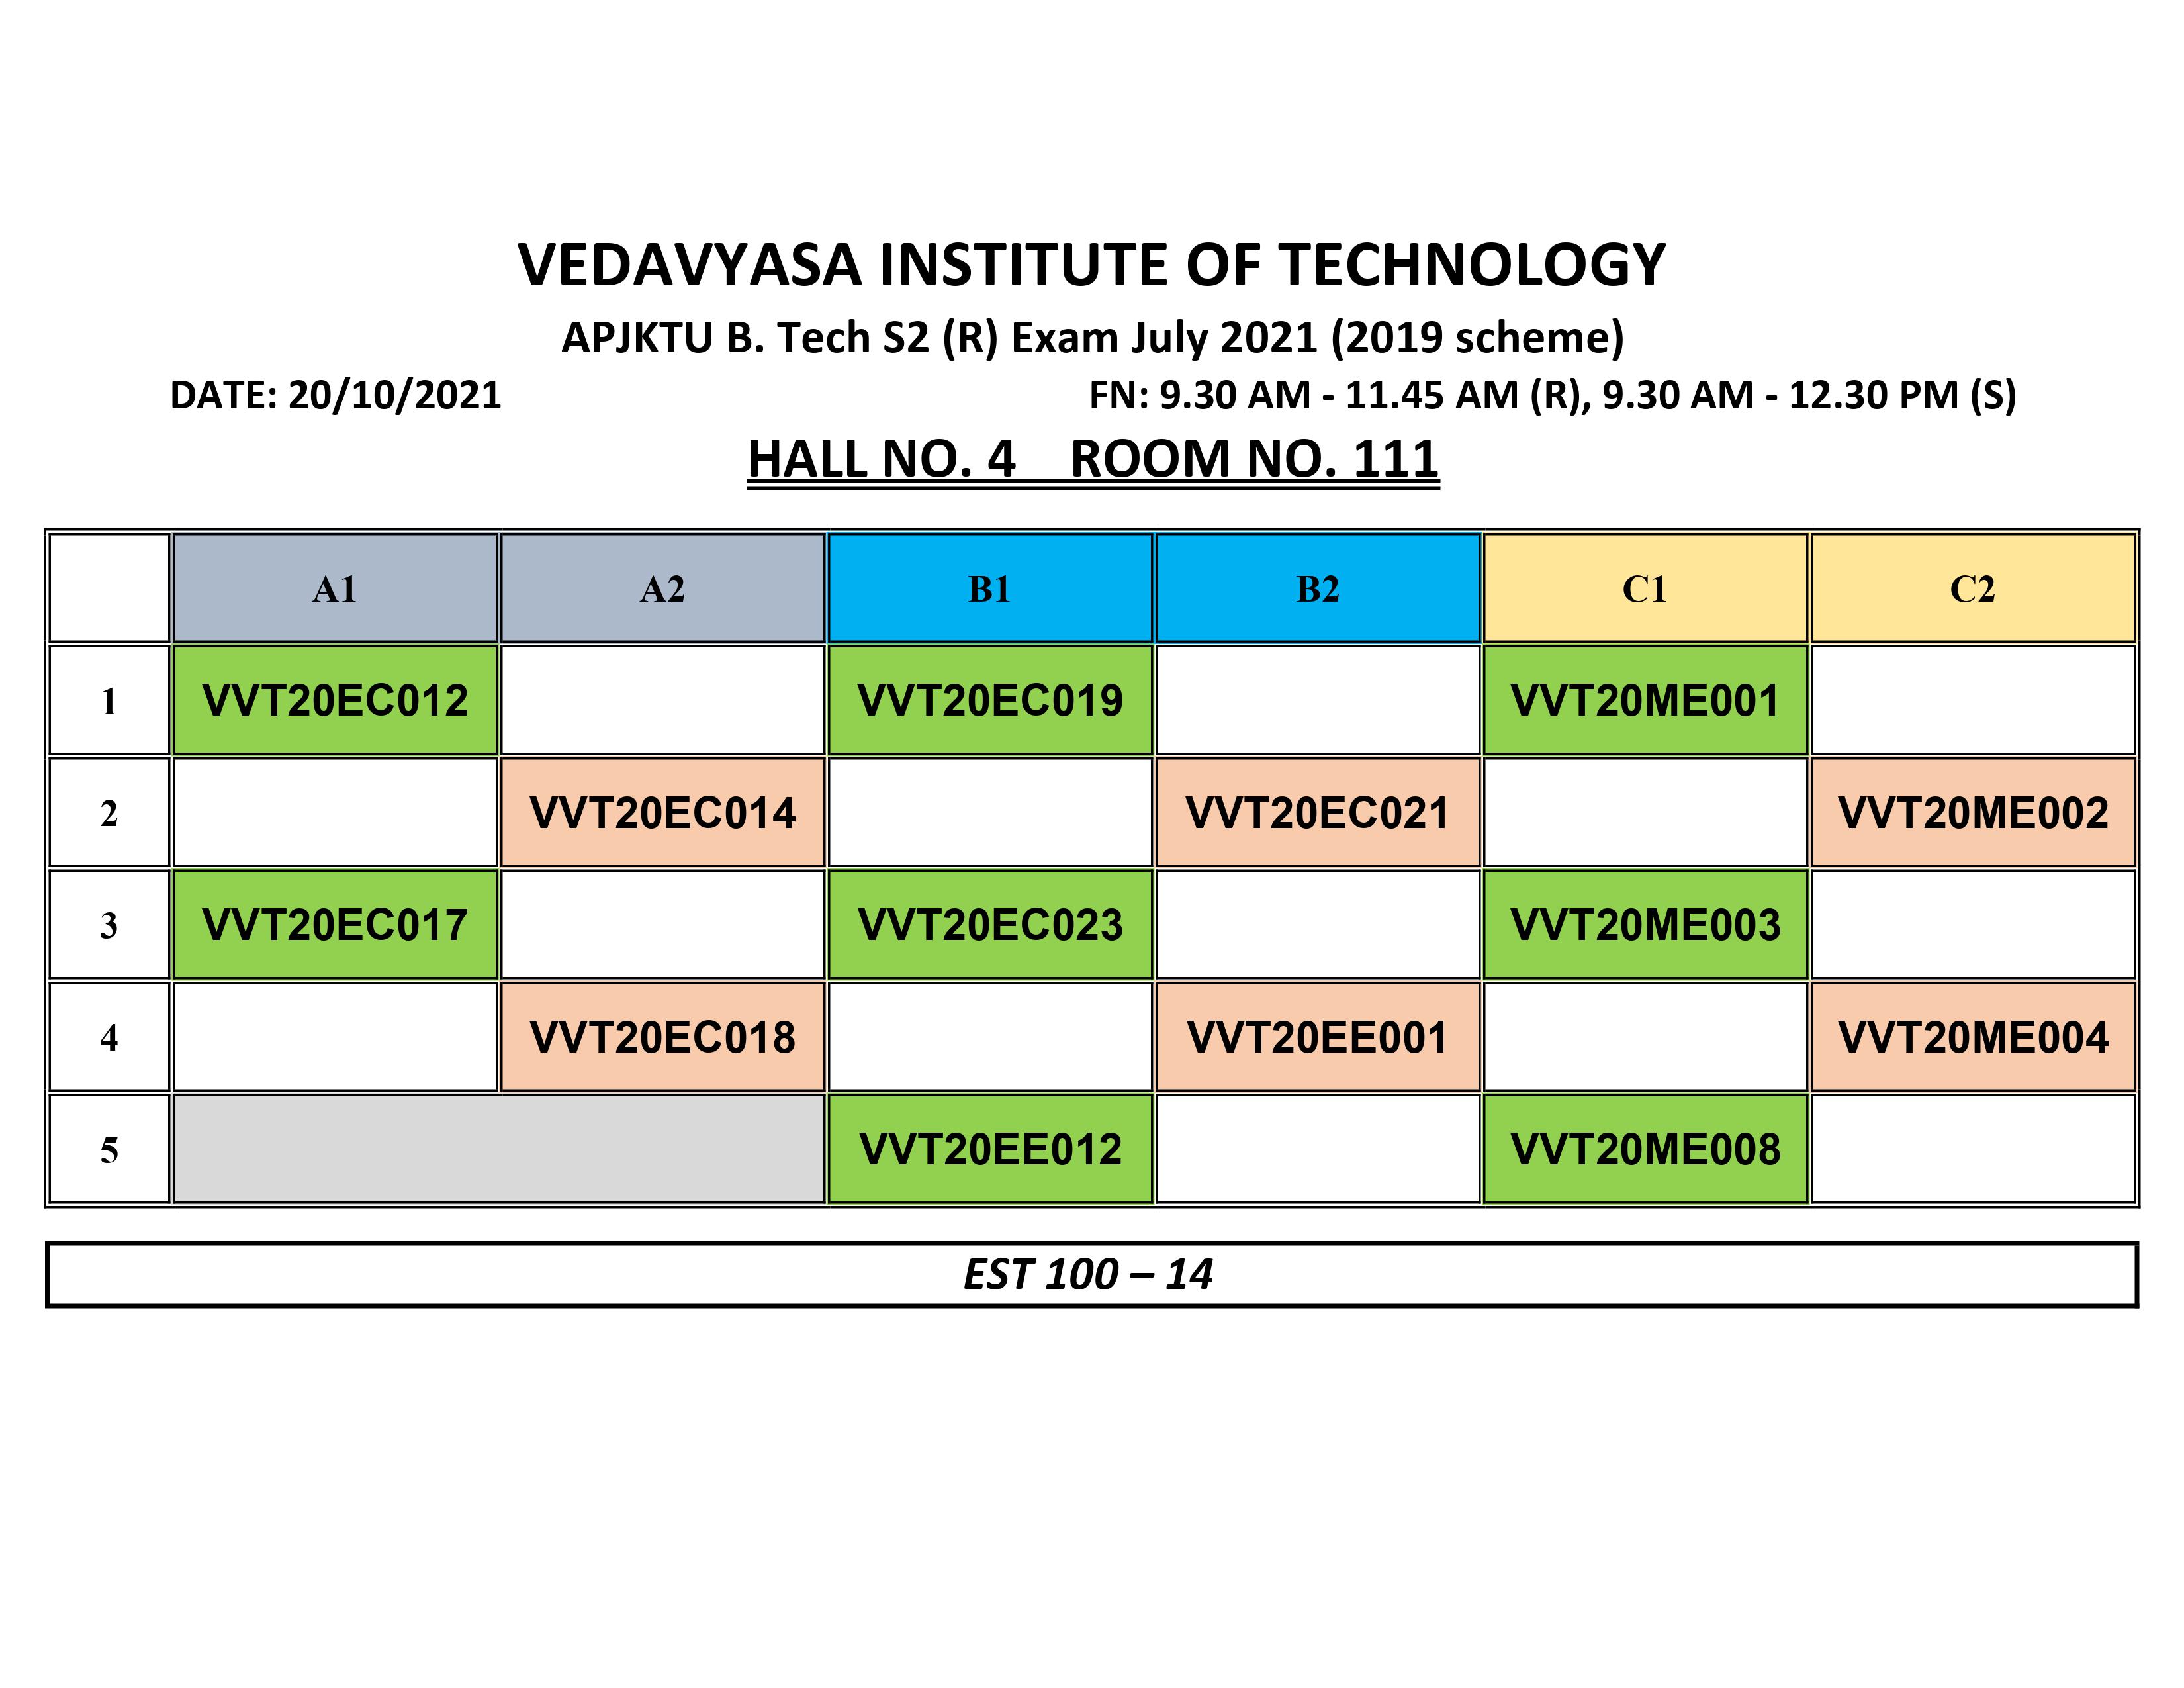 VEDAVYASA INSTITUTE OF TECHNOLOGY
APJKTU B. Tech S2 (R) Exam July 2021 (2019 scheme)
DATE: 20/10/2021 FN: 9.30 AM - 11.45 AM (R), 9.30 AM - 12.30 PM (S)
HALL NO. 4 ROOM NO. 111
A1 A2 B1 B2 C1 C2
1 VVT20EC012 VVT20EC019 VVT20ME001
2 VVT20EC014 VVT20EC021 VVT20ME002
3 VVT20EC017 VVT20EC023 VVT20ME003
4 VVT20EC018 VVT20EE001 VVT20ME004
5 VVT20EE012 VVT20ME008
EST 100 – 14